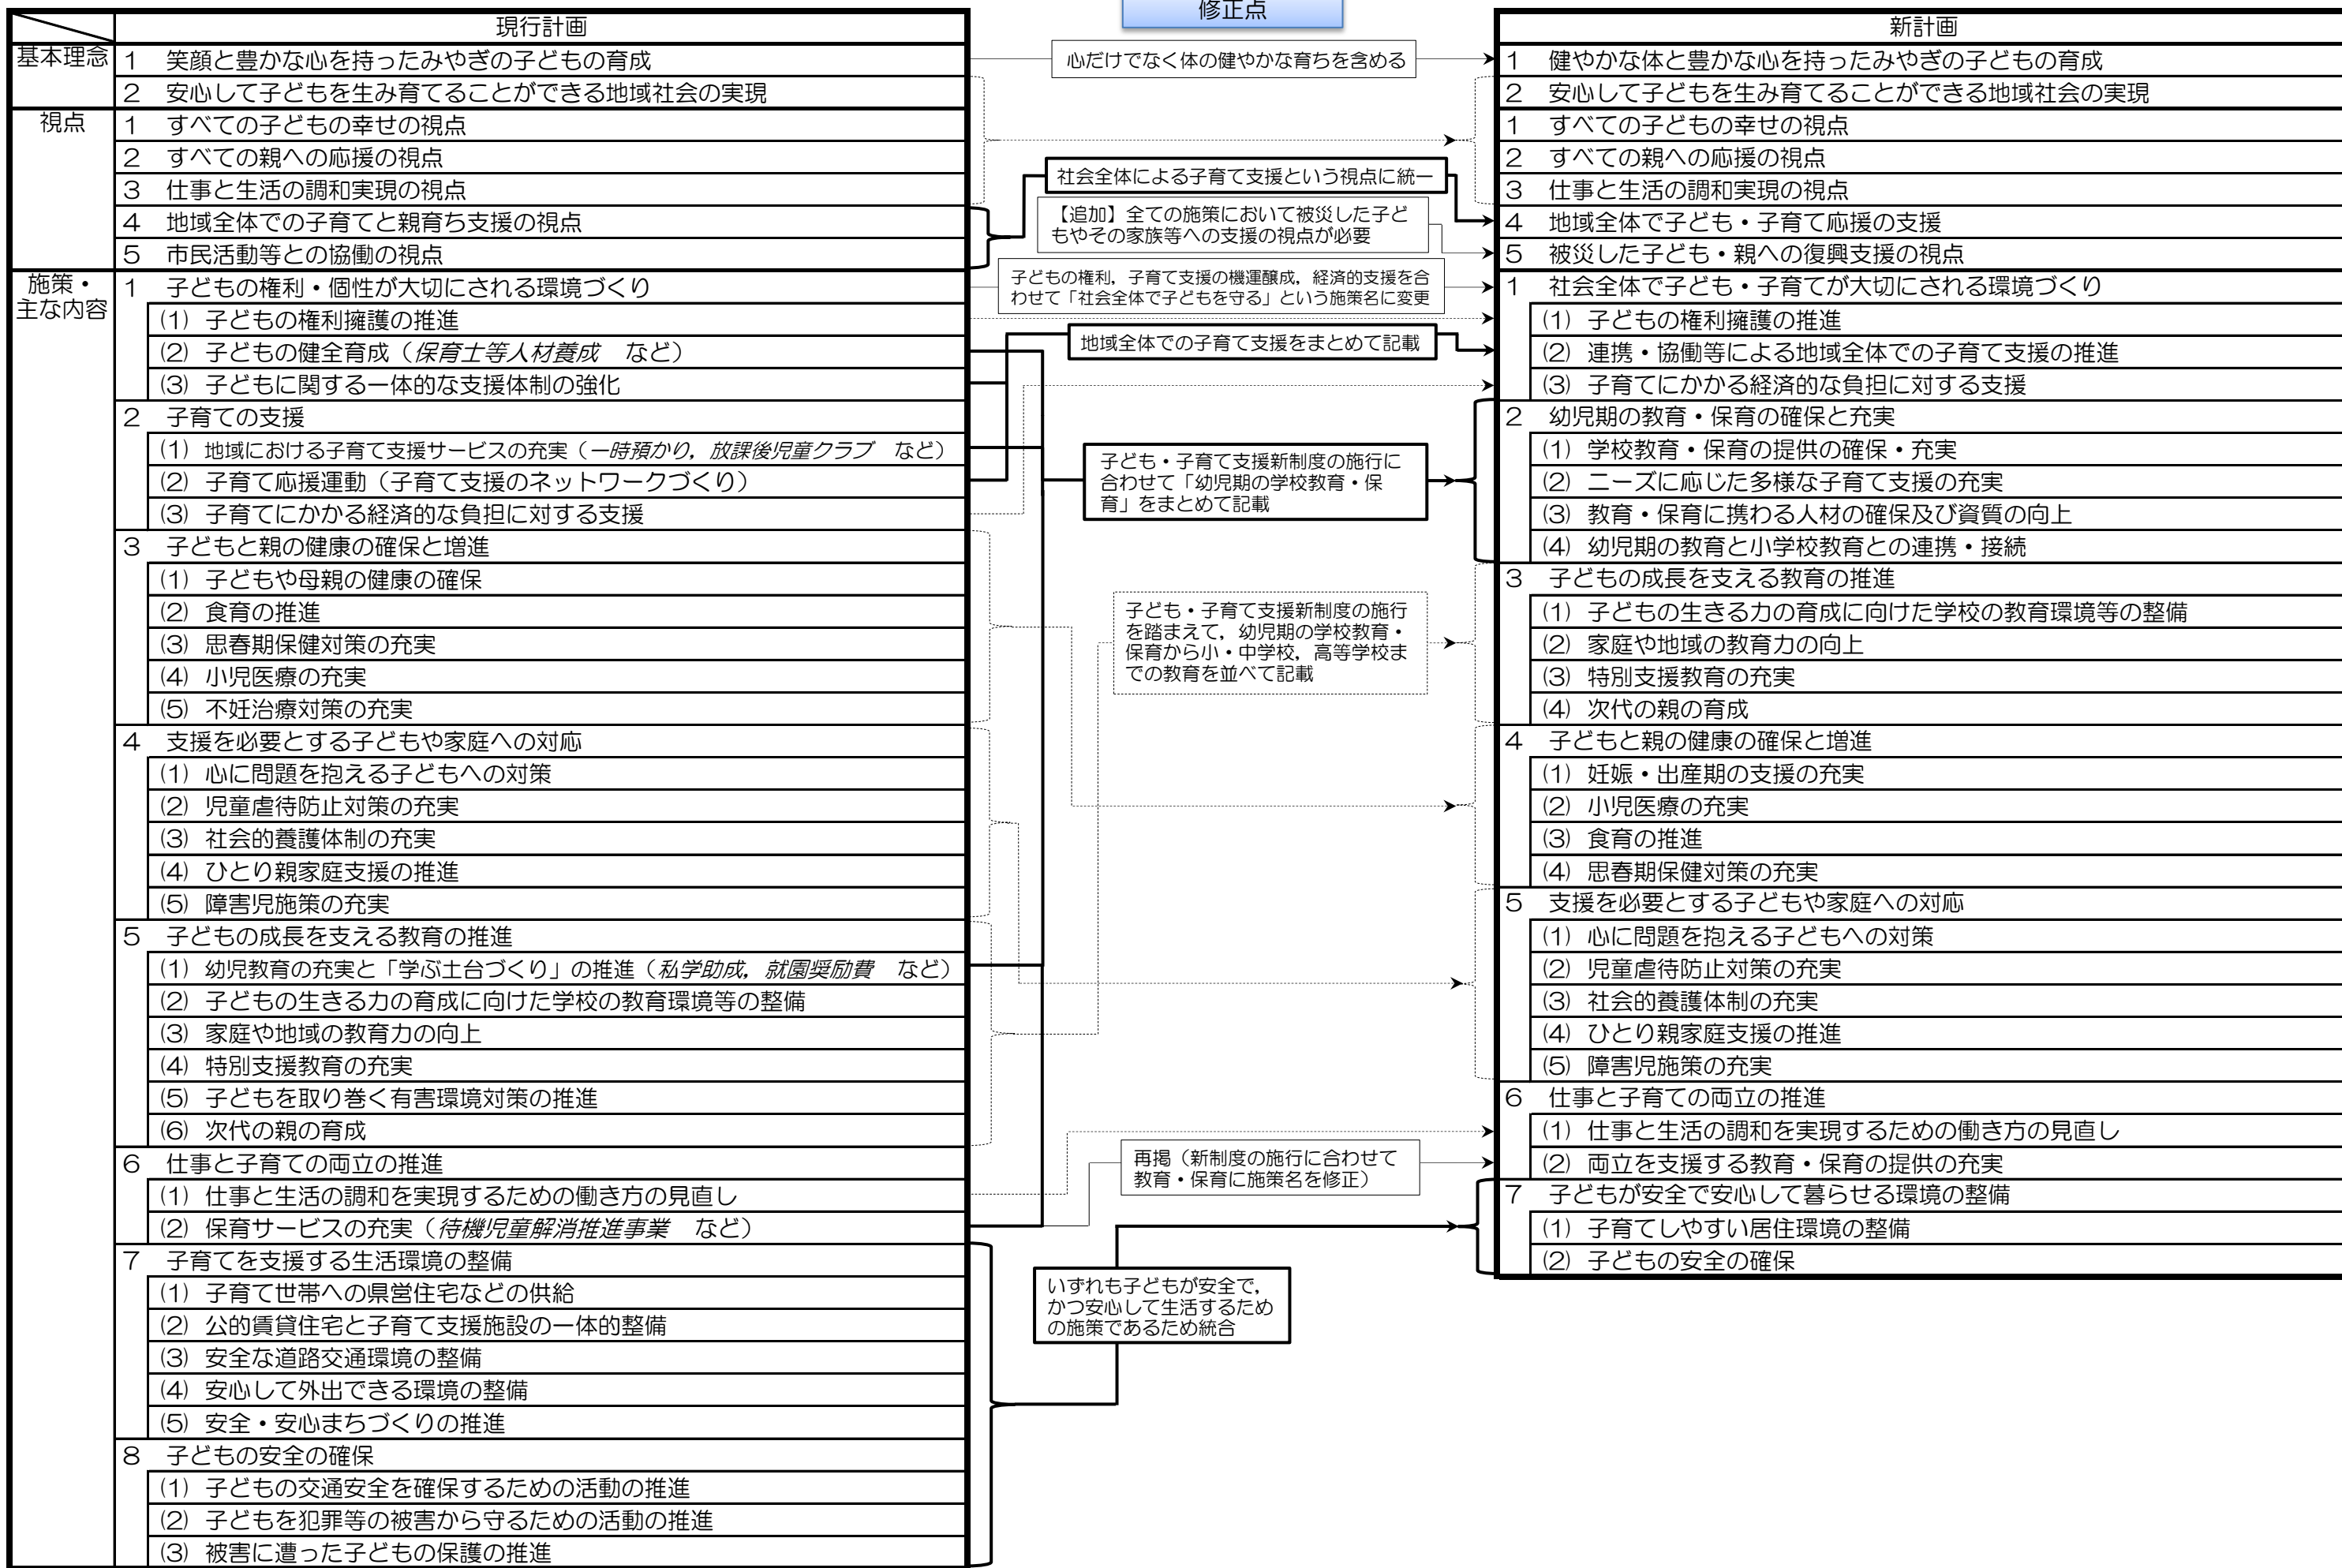 修正点
現行計画
基本理念
1 笑顔と豊かな心を持ったみやぎの子どもの育成
2 安心して子どもを生み育てることができる地域社会の実現
視点
1 すべての子どもの幸せの視点
2 すべての親への応援の視点
3 仕事と生活の調和実現の視点
4 地域全体での子育てと親育ち支援の視点
5 市民活動等との協働の視点
施策・
主な内容
1 子どもの権利・個性が大切にされる環境づくり
(1) 子どもの権利擁護の推進
(2) 子どもの健全育成（保育士等人材養成 など）
(3) 子どもに関する一体的な支援体制の強化
2 子育ての支援
(1) 地域における子育て支援サービスの充実（一時預かり，放課後児童クラブ など）
(2) 子育て応援運動（子育て支援のネットワークづくり）
(3) 子育てにかかる経済的な負担に対する支援
3 子どもと親の健康の確保と増進
(1) 子どもや母親の健康の確保
(2) 食育の推進
(3) 思春期保健対策の充実
(4) 小児医療の充実
(5) 不妊治療対策の充実
4 支援を必要とする子どもや家庭への対応
(1) 心に問題を抱える子どもへの対策
(2) 児童虐待防止対策の充実
(3) 社会的養護体制の充実
(4) ひとり親家庭支援の推進
(5) 障害児施策の充実
5 子どもの成長を支える教育の推進
(1) 幼児教育の充実と「学ぶ土台づくり」の推進（私学助成，就園奨励費 など）
(2) 子どもの生きる力の育成に向けた学校の教育環境等の整備
(3) 家庭や地域の教育力の向上
(4) 特別支援教育の充実
(5) 子どもを取り巻く有害環境対策の推進
(6) 次代の親の育成
6 仕事と子育ての両立の推進
(1) 仕事と生活の調和を実現するための働き方の見直し
(2) 保育サービスの充実（待機児童解消推進事業 など）
7 子育てを支援する生活環境の整備
(1) 子育て世帯への県営住宅などの供給
(2) 公的賃貸住宅と子育て支援施設の一体的整備
(3) 安全な道路交通環境の整備
(4) 安心して外出できる環境の整備
(5) 安全・安心まちづくりの推進
8 子どもの安全の確保
(1) 子どもの交通安全を確保するための活動の推進
(2) 子どもを犯罪等の被害から守るための活動の推進
(3) 被害に遭った子どもの保護の推進
心だけでなく体の健やかな育ちを含める
社会全体による子育て支援という視点に統一
【追加】全ての施策において被災した子ど
もやその家族等への支援の視点が必要
子どもの権利，子育て支援の機運醸成，経済的支援を合
わせて「社会全体で子どもを守る」という施策名に変更
地域全体での子育て支援をまとめて記載
子ども・子育て支援新制度の施行に
合わせて「幼児期の学校教育・保
育」をまとめて記載
子ども・子育て支援新制度の施行
を踏まえて，幼児期の学校教育・
保育から小・中学校，高等学校ま
での教育を並べて記載
再掲（新制度の施行に合わせて
教育・保育に施策名を修正）
いずれも子どもが安全で，
かつ安心して生活するため
の施策であるため統合
新計画
1 健やかな体と豊かな心を持ったみやぎの子どもの育成
2 安心して子どもを生み育てることができる地域社会の実現
1 すべての子どもの幸せの視点
2 すべての親への応援の視点
3 仕事と生活の調和実現の視点
4 地域全体で子ども・子育て応援の支援
5 被災した子ども・親への復興支援の視点
1 社会全体で子ども・子育てが大切にされる環境づくり
(1) 子どもの権利擁護の推進
(2) 連携・協働等による地域全体での子育て支援の推進
(3) 子育てにかかる経済的な負担に対する支援
2 幼児期の教育・保育の確保と充実
(1) 学校教育・保育の提供の確保・充実
(2) ニーズに応じた多様な子育て支援の充実
(3) 教育・保育に携わる人材の確保及び資質の向上
(4) 幼児期の教育と小学校教育との連携・接続
3 子どもの成長を支える教育の推進
(1) 子どもの生きる力の育成に向けた学校の教育環境等の整備
(2) 家庭や地域の教育力の向上
(3) 特別支援教育の充実
(4) 次代の親の育成
4 子どもと親の健康の確保と増進
(1) 妊娠・出産期の支援の充実
(2) 小児医療の充実
(3) 食育の推進
(4) 思春期保健対策の充実
5 支援を必要とする子どもや家庭への対応
(1) 心に問題を抱える子どもへの対策
(2) 児童虐待防止対策の充実
(3) 社会的養護体制の充実
(4) ひとり親家庭支援の推進
(5) 障害児施策の充実
6 仕事と子育ての両立の推進
(1) 仕事と生活の調和を実現するための働き方の見直し
(2) 両立を支援する教育・保育の提供の充実
7 子どもが安全で安心して暮らせる環境の整備
(1) 子育てしやすい居住環境の整備
(2) 子どもの安全の確保